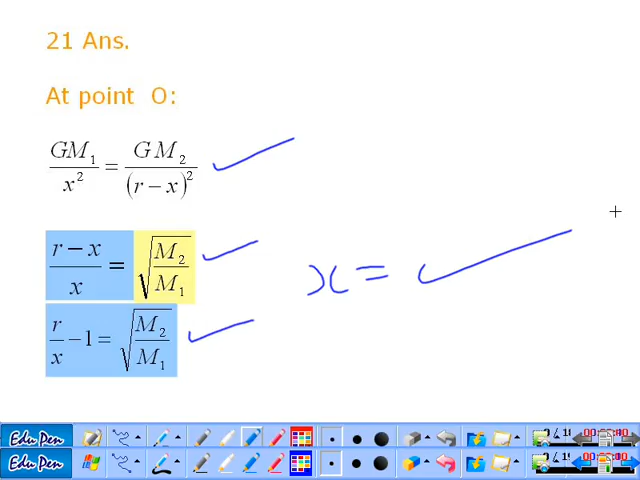 21 Ans.
At point O:
GM₁/x² = GM₂/(r − x)²
(r − x)/x = √(M₂/M₁)
x =
r/x − 1 = √(M₂/M₁)
Edu Pen
Edu Pen